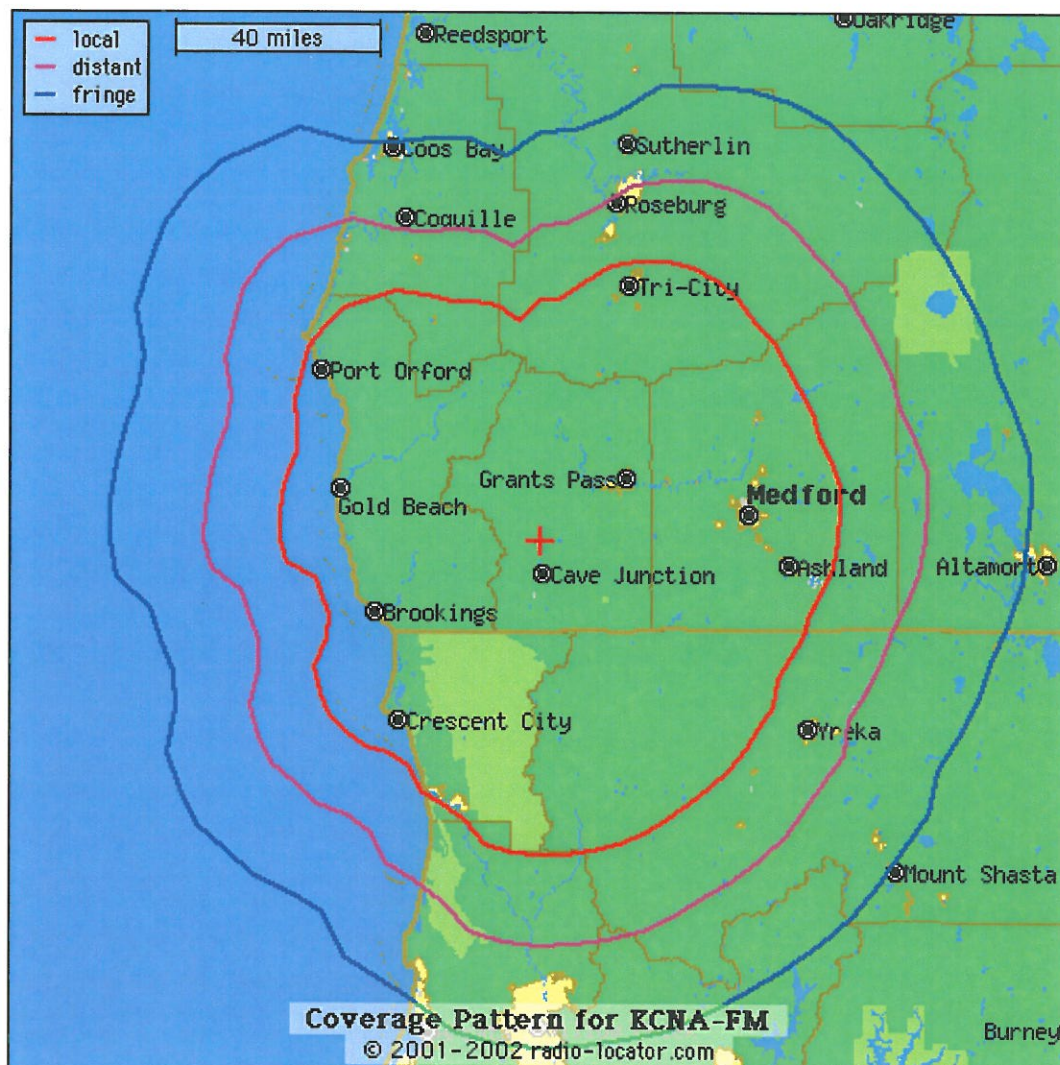 local
distant
fringe
40 miles
Reedsport
Oakridge
Coos Bay
Sutherlin
Coquille
Roseburg
Tri-City
Port Orford
Grants Pass
Medford
Gold Beach
Cave Junction
Ashland
Altamont
Brookings
Crescent City
Yreka
Mount Shasta
Coverage Pattern for KCNA-FM
© 2001-2002 radio-locator.com
Burney